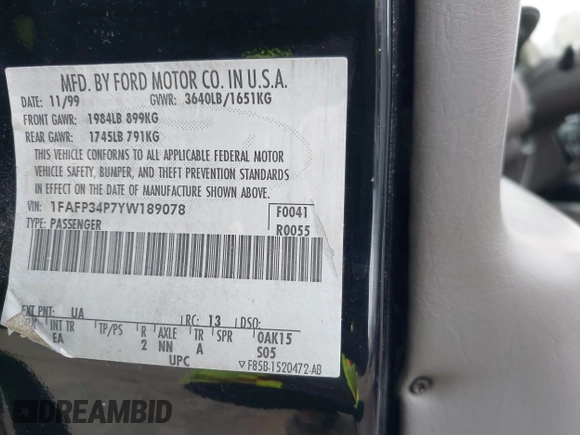 MFD. BY FORD MOTOR CO. IN U.S.A.
DATE: 11/99 GVWR: 3640LB/1651KG
FRONT GAWR: 1984LB 899KG
REAR GAWR: 1745LB 791KG
THIS VEHICLE CONFORMS TO ALL APPLICABLE FEDERAL MOTOR
VEHICLE SAFETY, BUMPER, AND THEFT PREVENTION STANDARDS
IN EFFECT ON THE DATE OF MANUFACTURE SHOWN ABOVE.
VIN: 1FAFP34P7YW189078 F0041
TYPE: PASSENGER R0055
EXT PNT: UA RC: 13 DSO:
INT TR TP/PS R AXLE TR SPR 0AK15
EA 2 NN A S05
UPC F85B-1520472-AB
DREAMBID